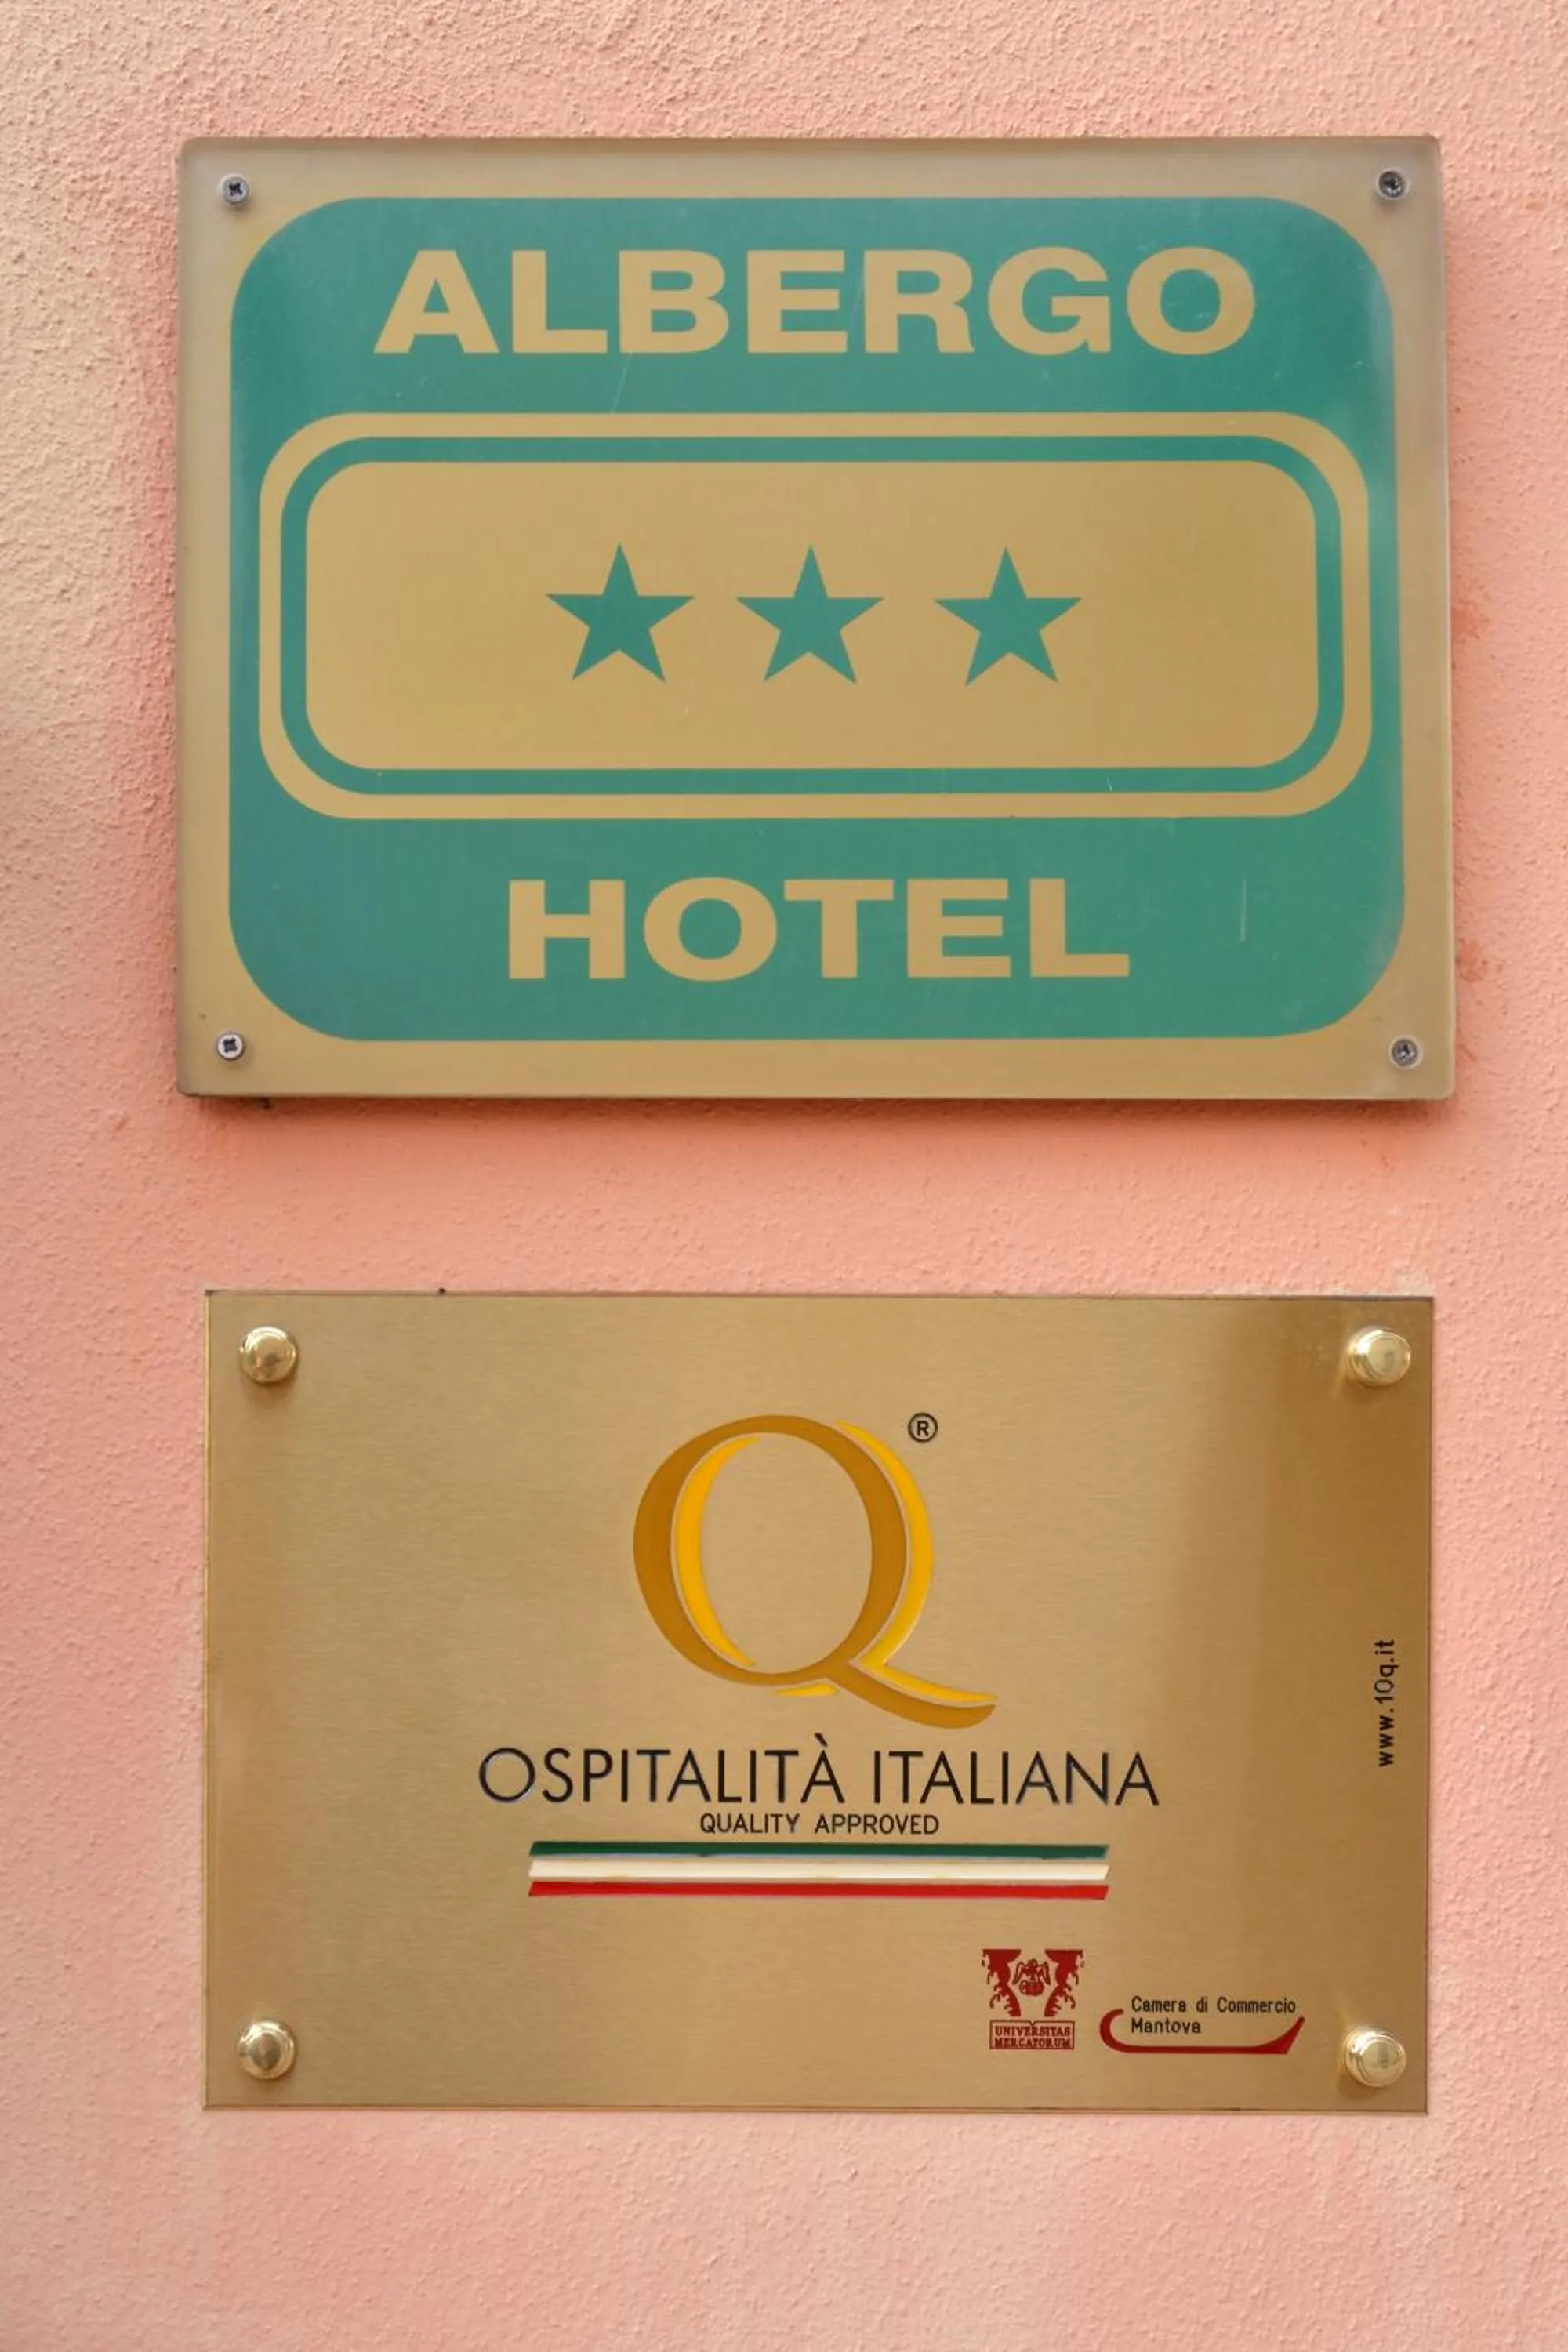 ALBERGO
HOTEL
Q®
OSPITALITÀ ITALIANA
QUALITY APPROVED
www.10q.it
UNIVERSITAS
MERCATORUM
Camera di Commercio
Mantova